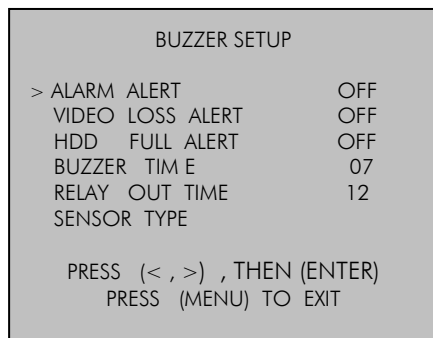 BUZZER SETUP
> ALARM ALERT OFF
VIDEO LOSS ALERT OFF
HDD FULL ALERT OFF
BUZZER TIM E 07
RELAY OUT TIME 12
SENSOR TYPE
PRESS (< , >) , THEN (ENTER)
PRESS (MENU) TO EXIT